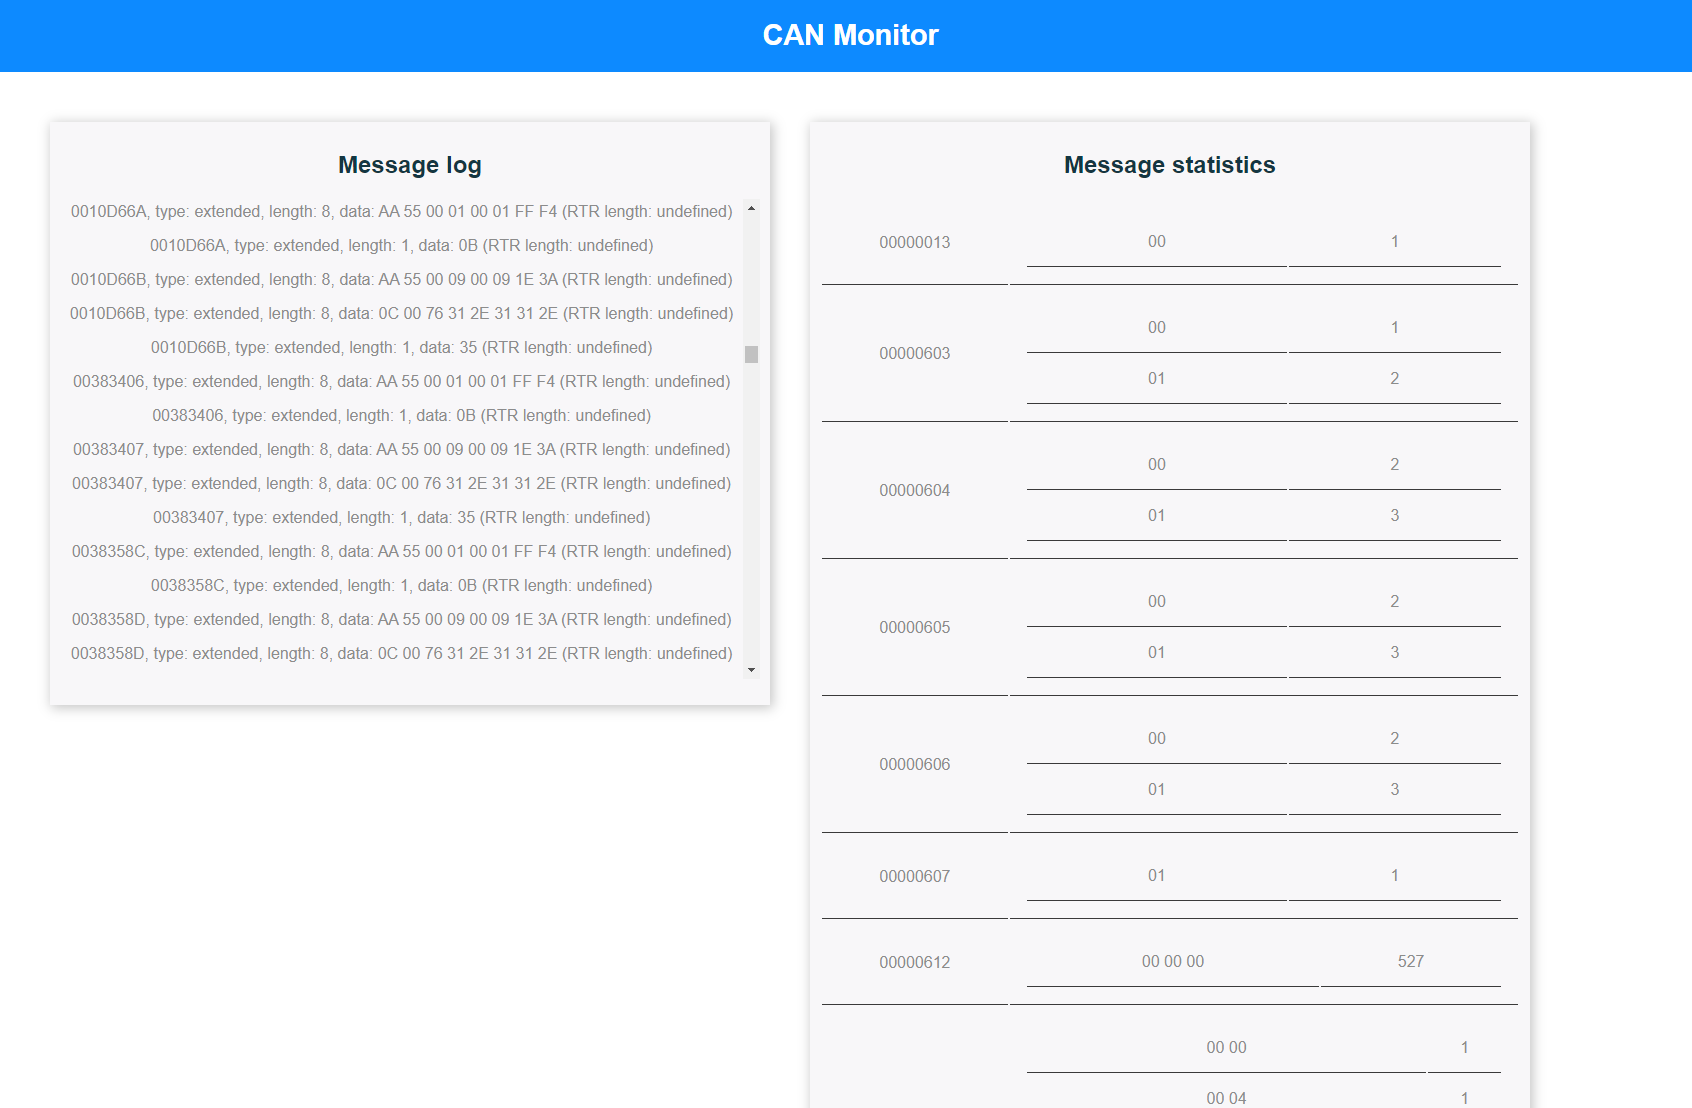 CAN Monitor
Message log
0010D66A, type: extended, length: 8, data: AA 55 00 01 00 01 FF F4 (RTR length: undefined)
0010D66A, type: extended, length: 1, data: 0B (RTR length: undefined)
0010D66B, type: extended, length: 8, data: AA 55 00 09 00 09 1E 3A (RTR length: undefined)
0010D66B, type: extended, length: 8, data: 0C 00 76 31 2E 31 31 2E (RTR length: undefined)
0010D66B, type: extended, length: 1, data: 35 (RTR length: undefined)
00383406, type: extended, length: 8, data: AA 55 00 01 00 01 FF F4 (RTR length: undefined)
00383406, type: extended, length: 1, data: 0B (RTR length: undefined)
00383407, type: extended, length: 8, data: AA 55 00 09 00 09 1E 3A (RTR length: undefined)
00383407, type: extended, length: 8, data: 0C 00 76 31 2E 31 31 2E (RTR length: undefined)
00383407, type: extended, length: 1, data: 35 (RTR length: undefined)
0038358C, type: extended, length: 8, data: AA 55 00 01 00 01 FF F4 (RTR length: undefined)
0038358C, type: extended, length: 1, data: 0B (RTR length: undefined)
0038358D, type: extended, length: 8, data: AA 55 00 09 00 09 1E 3A (RTR length: undefined)
0038358D, type: extended, length: 8, data: 0C 00 76 31 2E 31 31 2E (RTR length: undefined)
Message statistics
00000013 00 1
00 1
00000603
01 2
00 2
00000604
01 3
00 2
00000605
01 3
00 2
00000606
01 3
00000607 01 1
00000612 00 00 00 527
00 00 1
00 04 1